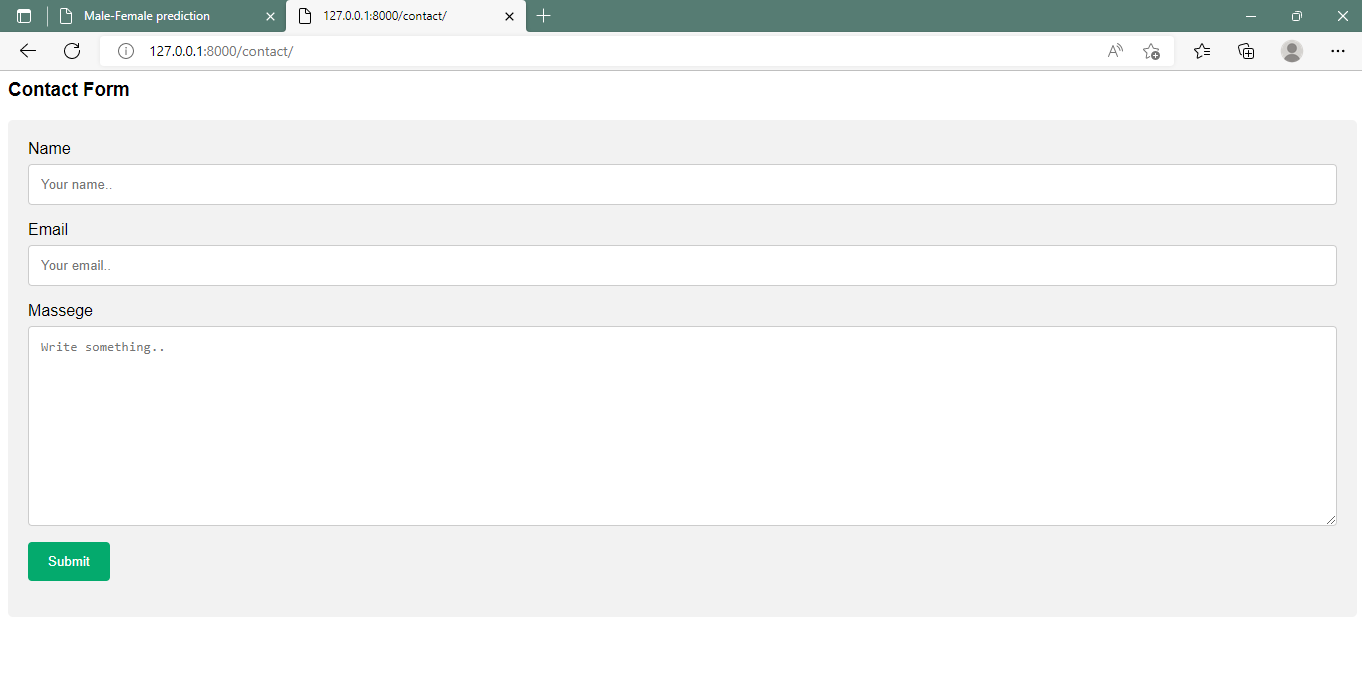 Male-Female prediction
127.0.0.1:8000/contact/
127.0.0.1:8000/contact/
Contact Form
Name
Your name..
Email
Your email..
Massege
Write something..
Submit